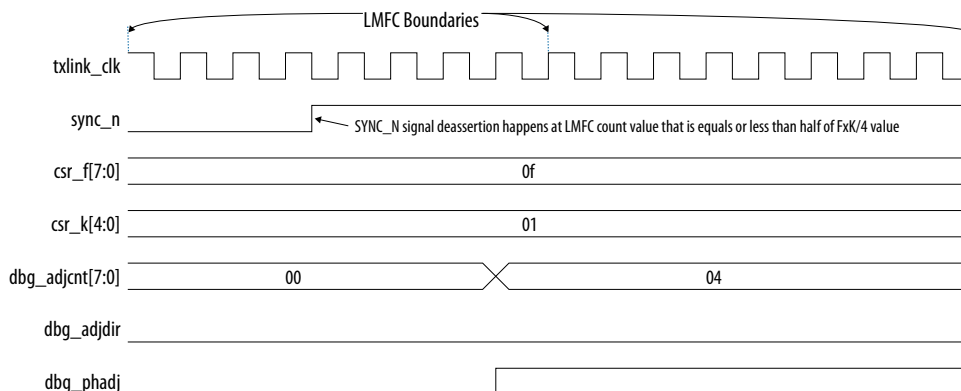 LMFC Boundaries
txlink_clk
sync_n
SYNC_N signal deassertion happens at LMFC count value that is equals or less than half of FxK/4 value
csr_f[7:0]
0f
csr_k[4:0]
01
dbg_adjcnt[7:0]
00
04
dbg_adjdir
dbg_phadj